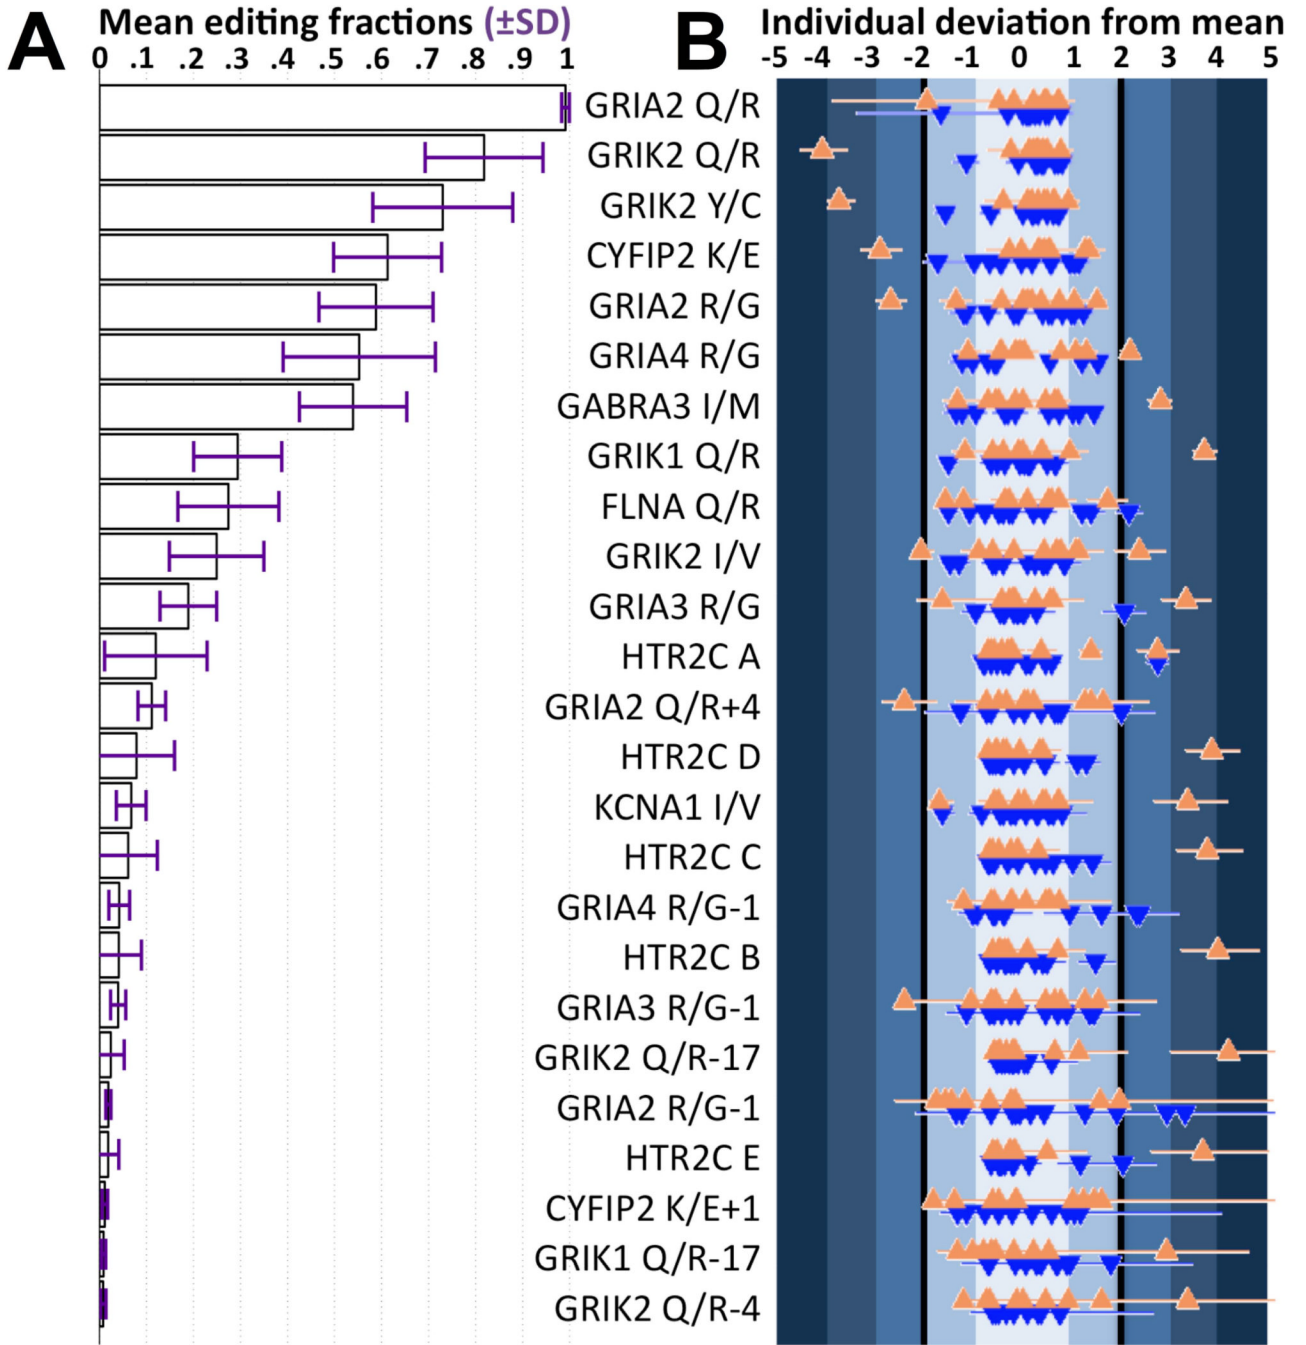 A Mean editing fractions (±SD)
0 .1 .2 .3 .4 .5 .6 .7 .8 .9 1
B Individual deviation from mean
-5 -4 -3 -2 -1 0 1 2 3 4 5
GRIA2 Q/R
GRIK2 Q/R
GRIK2 Y/C
CYFIP2 K/E
GRIA2 R/G
GRIA4 R/G
GABRA3 I/M
GRIK1 Q/R
FLNA Q/R
GRIK2 I/V
GRIA3 R/G
HTR2C A
GRIA2 Q/R+4
HTR2C D
KCNA1 I/V
HTR2C C
GRIA4 R/G-1
HTR2C B
GRIA3 R/G-1
GRIK2 Q/R-17
GRIA2 R/G-1
HTR2C E
CYFIP2 K/E+1
GRIK1 Q/R-17
GRIK2 Q/R-4